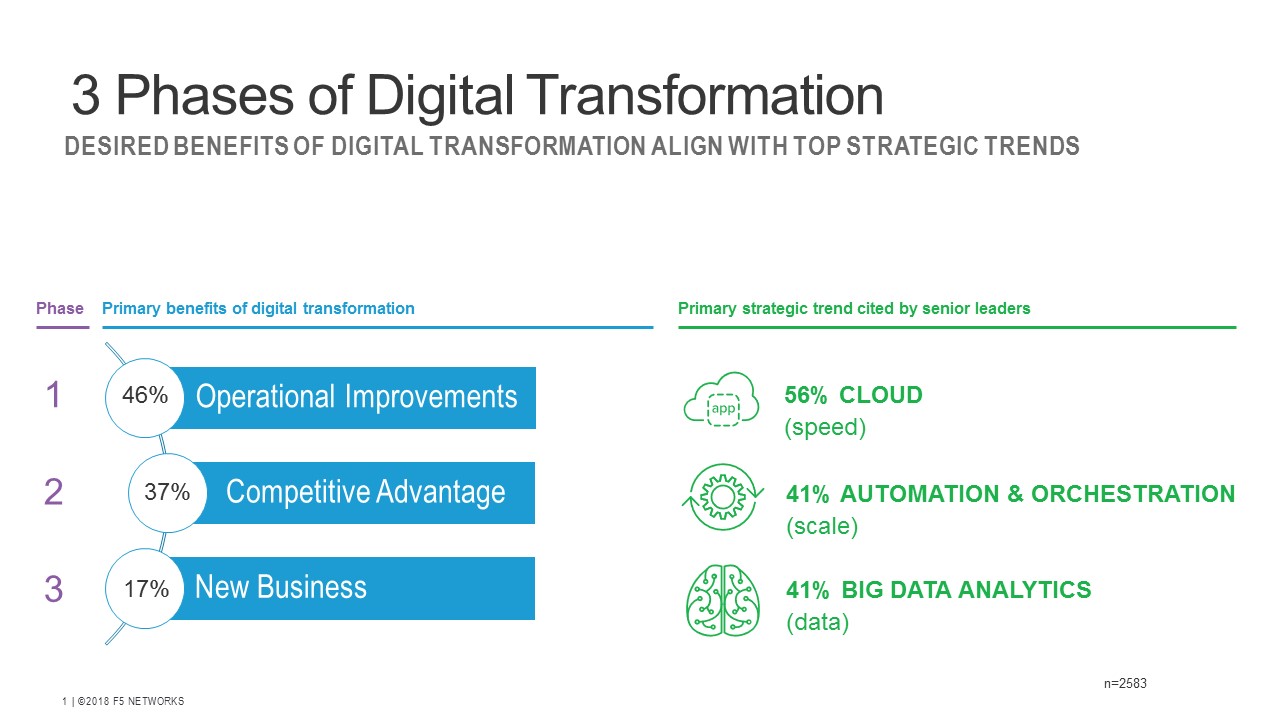 3 Phases of Digital Transformation
DESIRED BENEFITS OF DIGITAL TRANSFORMATION ALIGN WITH TOP STRATEGIC TRENDS
Phase
Primary benefits of digital transformation
Primary strategic trend cited by senior leaders
1
46%
Operational Improvements
app
56% CLOUD
(speed)
2
37%
Competitive Advantage
41% AUTOMATION & ORCHESTRATION
(scale)
3
17%
New Business
41% BIG DATA ANALYTICS
(data)
n=2583
1 | ©2018 F5 NETWORKS